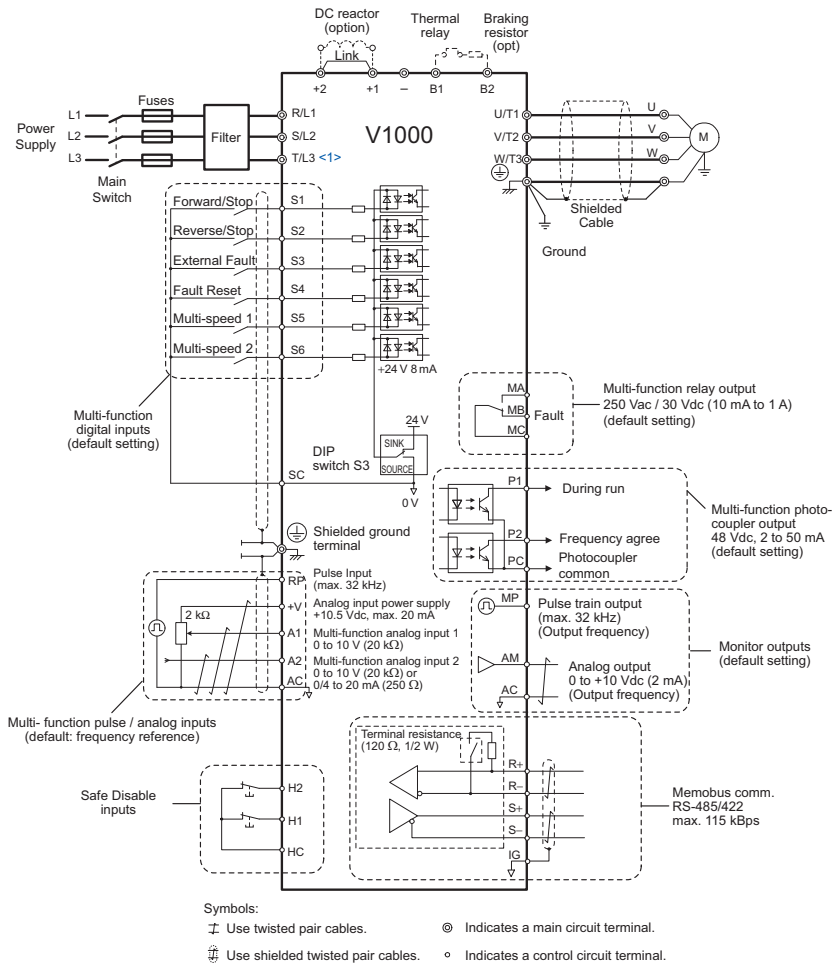 DC reactor
(option)
Thermal
relay
Braking
resistor
(opt)
Link
+2
+1
–
B1
B2
Fuses
L1
L2
L3
Power
Supply
Filter
Main
Switch
R/L1
S/L2
T/L3 <1>
V1000
U/T1
V/T2
W/T3
U
V
W
M
Shielded
Cable
Ground
Forward/Stop
S1
Reverse/Stop
S2
External Fault
S3
Fault Reset
S4
Multi-speed 1
S5
Multi-speed 2
S6
+24 V 8 mA
Multi-function
digital inputs
(default setting)
24 V
SINK
SOURCE
DIP
switch S3
0 V
SC
MA
MB
MC
Fault
Multi-function relay output
250 Vac / 30 Vdc (10 mA to 1 A)
(default setting)
P1
During run
P2
Frequency agree
PC
Photocoupler
common
Multi-function photo-
coupler output
48 Vdc, 2 to 50 mA
(default setting)
Shielded ground
terminal
RP
Pulse Input
(max. 32 kHz)
+V
Analog input power supply
+10.5 Vdc, max. 20 mA
2 kΩ
A1
Multi-function analog input 1
0 to 10 V (20 kΩ)
A2
Multi-function analog input 2
0 to 10 V (20 kΩ) or
0/4 to 20 mA (250 Ω)
AC
Multi- function pulse / analog inputs
(default: frequency reference)
MP
Pulse train output
(max. 32 kHz)
(Output frequency)
AM
Analog output
0 to +10 Vdc (2 mA)
(Output frequency)
AC
Monitor outputs
(default setting)
Terminal resistance
(120 Ω, 1/2 W)
R+
R–
S+
S–
IG
Memobus comm.
RS-485/422
max. 115 kBps
Safe Disable
inputs
H2
H1
HC
Symbols:
Use twisted pair cables.
Indicates a main circuit terminal.
Use shielded twisted pair cables.
Indicates a control circuit terminal.